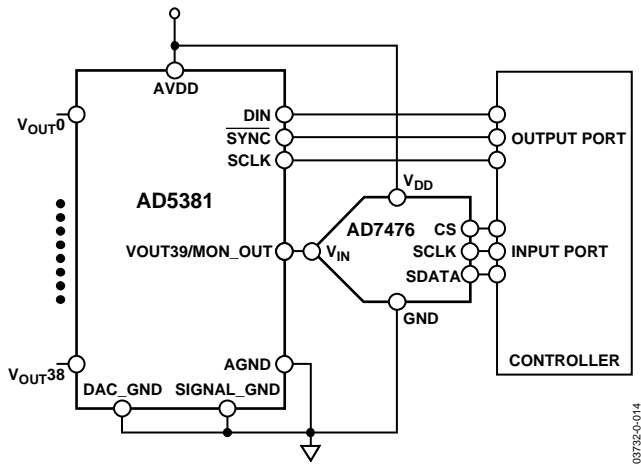 AVDD
DIN
SYNC
SCLK
OUTPUT PORT
VOUT0
AD5381
VDD
AD7476
CS
SCLK
SDATA
INPUT PORT
VOUT39/MON_OUT
VIN
GND
VOUT38
AGND
DAC_GND
SIGNAL_GND
CONTROLLER
03732-0-014